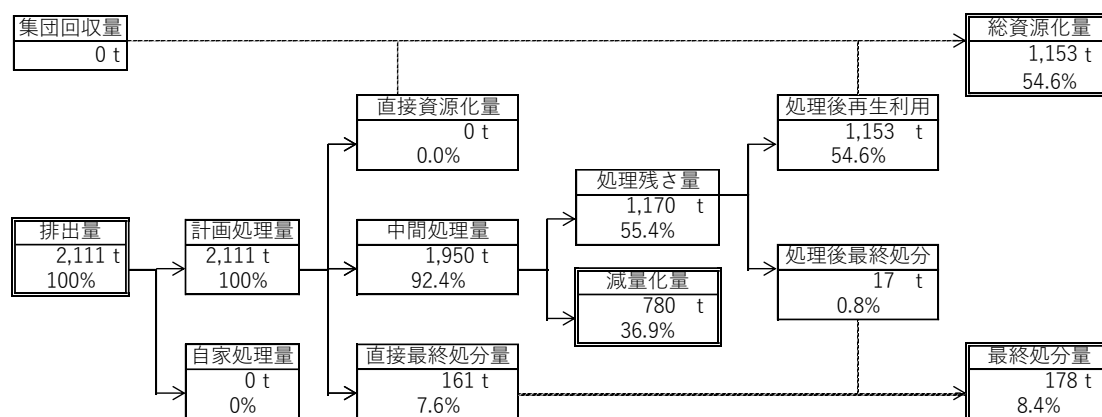 集団回収量
0 t
総資源化量
1,153 t
54.6%
直接資源化量
0 t
0.0%
処理後再生利用
1,153 t
54.6%
処理残さ量
1,170 t
55.4%
排出量
2,111 t
100%
計画処理量
2,111 t
100%
中間処理量
1,950 t
92.4%
減量化量
780 t
36.9%
処理後最終処分
17 t
0.8%
自家処理量
0 t
0%
直接最終処分量
161 t
7.6%
最終処分量
178 t
8.4%